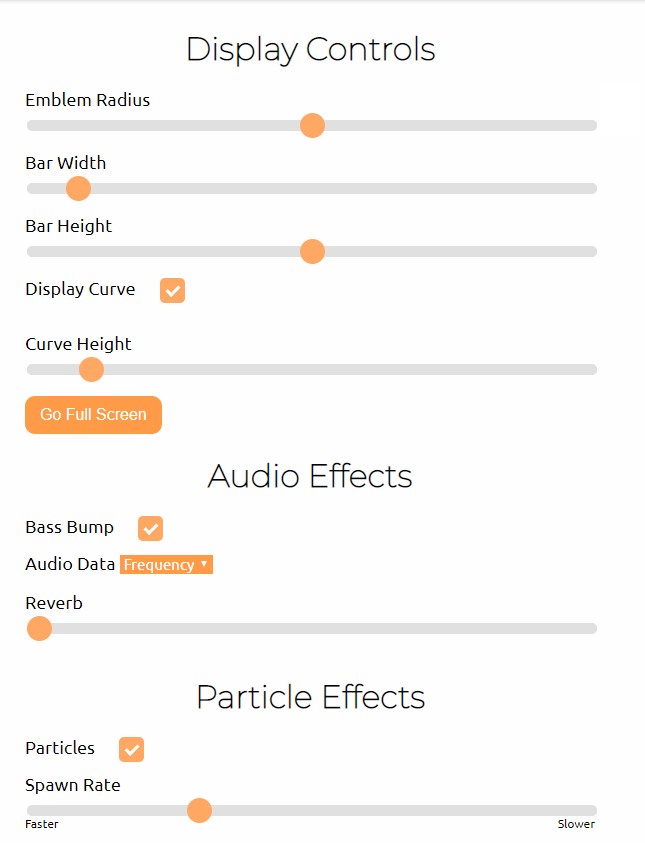 Display Controls
Emblem Radius
Bar Width
Bar Height
Display Curve
Curve Height
Go Full Screen
Audio Effects
Bass Bump
Audio Data Frequency
Reverb
Particle Effects
Particles
Spawn Rate
Faster Slower